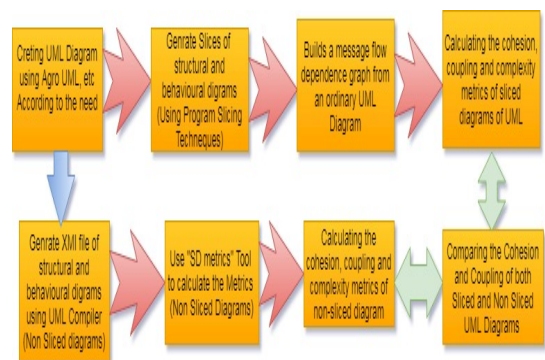 Creting UML Diagram
using Agro UML, etc
According to the need
Genrate Slices of
structural and
behavioural digrams
(Using Program Slicing
Techneques)
Builds a message flow
dependence graph from
an ordinary UML
Diagram
Calculating the
cohesion,
coupling and
complexity
metrics of sliced
diagrams of UML
Genrate XMI file of
structural and
behavioural digrams
using UML Compiler
(Non Sliced diagrams)
Use "SD metrics" Tool
to calculate the Metrics
(Non Sliced Diagrams)
Calculating the
cohesion, coupling and
complexity metrics of
non-sliced diagram
Comparing the Cohesion
and Coupling of both
Sliced and Non Sliced
UML Diagrams